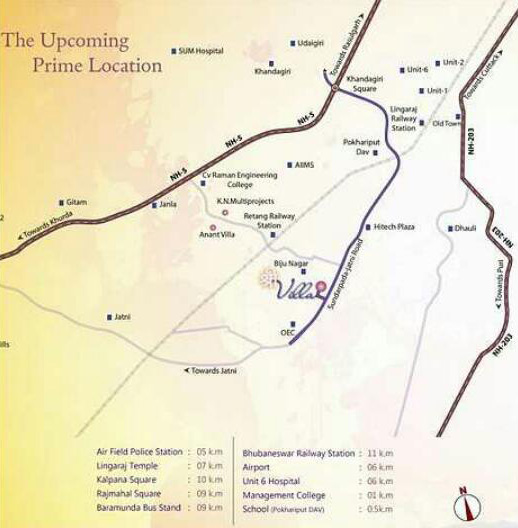 The Upcoming
Prime Location
SUM Hospital
Udaigiri
Khandagiri
Towards Rasulgarh
Khandagiri
Square
Unit-6
Unit-2
Unit-1
Towards Cuttack
Lingaraj
Railway
Station
Old Town
NH-5
NH-5
NH-5
NH-203
Pokhariput
Dav
AIIMS
Cv Raman Engineering
College
K.N.Multiprojects
Gitam
Janla
Retang Railway
Station
Anant Villa
Towards Khorda
Hitech Plaza
Dhauli
NH-203
Biju Nagar
Villa
Sundarpada-Jatni Road
Towards Puri
Jatni
OEC
ills
NH-203
Towards Jatni
Air Field Police Station : 05 k.m
Lingaraj Temple : 07 k.m
Kalpana Square : 10 k.m
Rajmahal Square : 09 k.m
Baramunda Bus Stand : 09 k.m
Bhubaneswar Railway Station : 11 k.m
Airport : 06 k.m
Unit 6 Hospital : 06 k.m
Management College : 01 k.m
School (Pokhariput DAV) : 0.5k.m
N